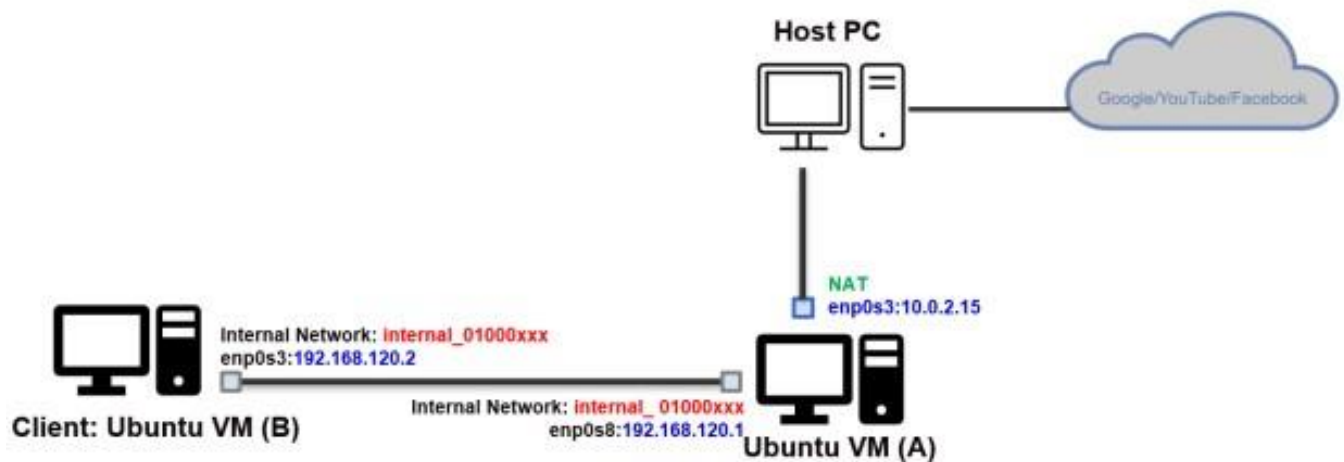 Host PC
Google/YouTube/Facebook
NAT
enp0s3:10.0.2.15
Internal Network: internal_01000xxx
enp0s3:192.168.120.2
Internal Network: internal_ 01000xxx
enp0s8:192.168.120.1
Client: Ubuntu VM (B)
Ubuntu VM (A)